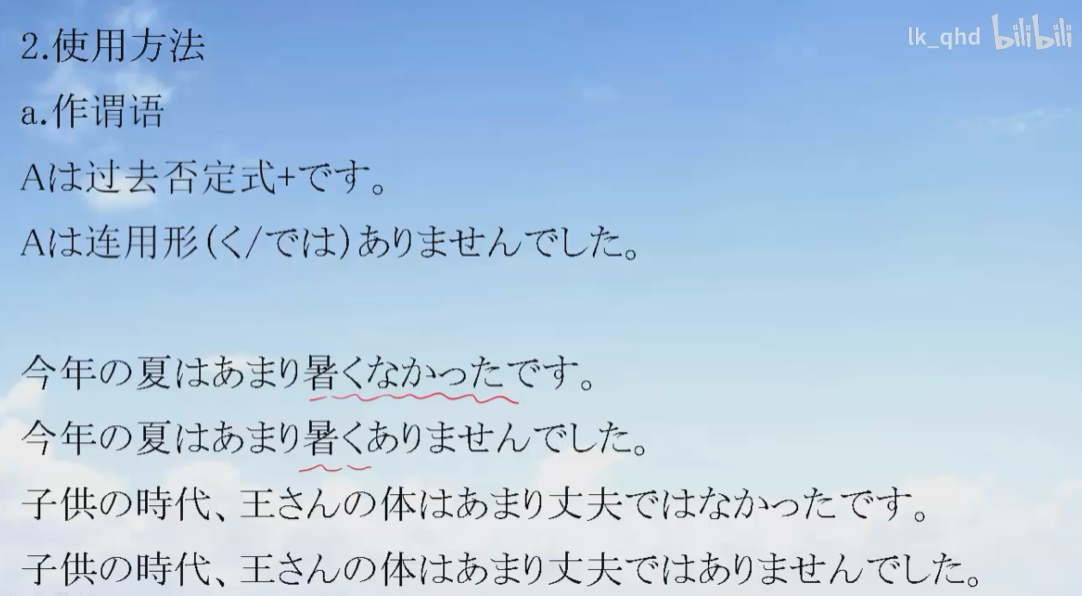 lk_qhd bilibili
2.使用方法
a.作谓语
Aは过去否定式+です。
Aは连用形(く/では)ありませんでした。
今年の夏はあまり暑くなかったです。
今年の夏はあまり暑くありませんでした。
子供の時代、王さんの体はあまり丈夫ではなかったです。
子供の時代、王さんの体はあまり丈夫ではありませんでした。